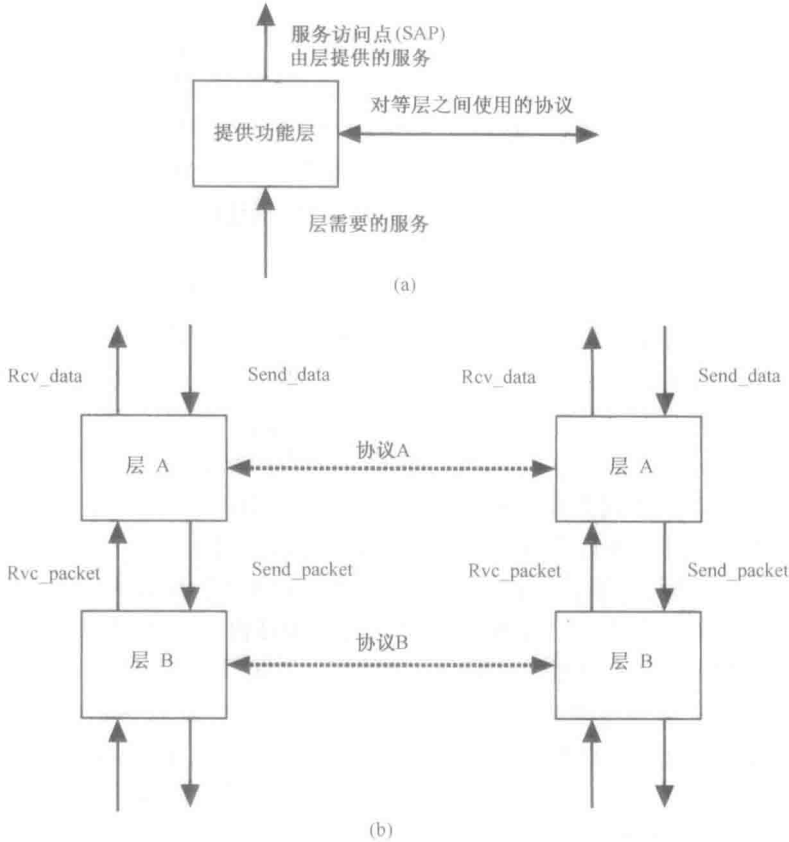 服务访问点(SAP)
由层提供的服务
对等层之间使用的协议
提供功能层
层需要的服务
(a)
Rcv_data
Send_data
Rcv_data
Send_data
协议A
层 A
层 A
Rvc_packet
Send_packet
Rvc_packet
Send_packet
协议B
层 B
层 B
(b)